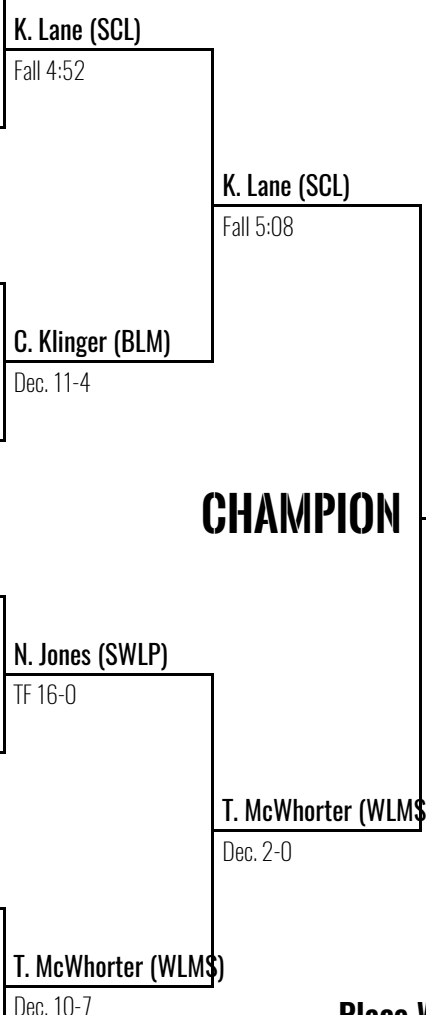 K. Lane (SCL)
Fall 4:52
K. Lane (SCL)
Fall 5:08
C. Klinger (BLM)
Dec. 11-4
CHAMPION
N. Jones (SWLP)
TF 16-0
T. McWhorter (WLMS
Dec. 2-0
T. McWhorter (WLMS)
Dec. 10-7
Place